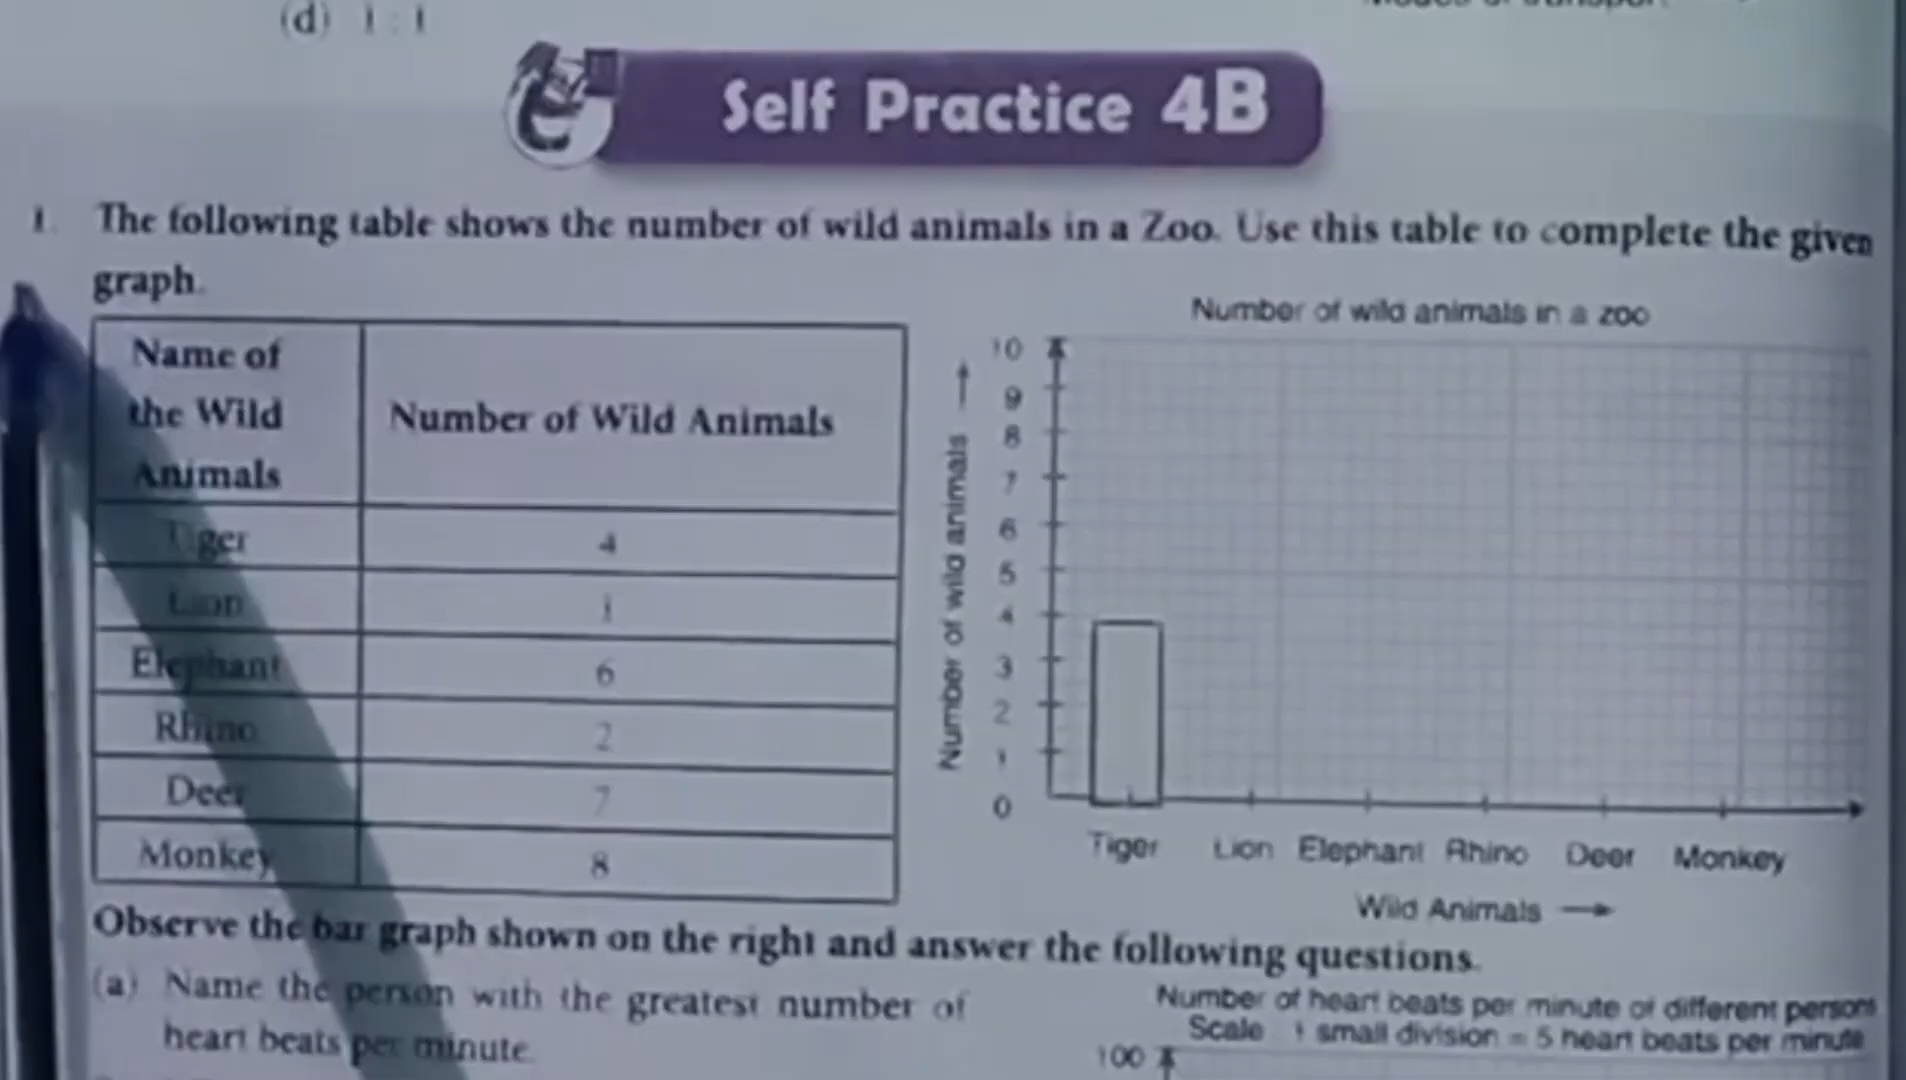 (d) 1 : 1
Self Practice 4B
1. The following table shows the number of wild animals in a Zoo. Use this table to complete the given
graph.
Name of
the Wild
Animals
Number of Wild Animals
Tiger 4
Lion 1
Elephant 6
Rhino 2
Deer 7
Monkey 8
Number of wild animals in a zoo
Number of wild animals
10
9
8
7
6
5
4
3
2
1
0
Tiger Lion Elephant Rhino Deer Monkey
Wild Animals
Observe the bar graph shown on the right and answer the following questions.
(a) Name the person with the greatest number of
heart beats per minute.
Number of heart beats per minute of different persons
Scale 1 small division = 5 heart beats per minute
100